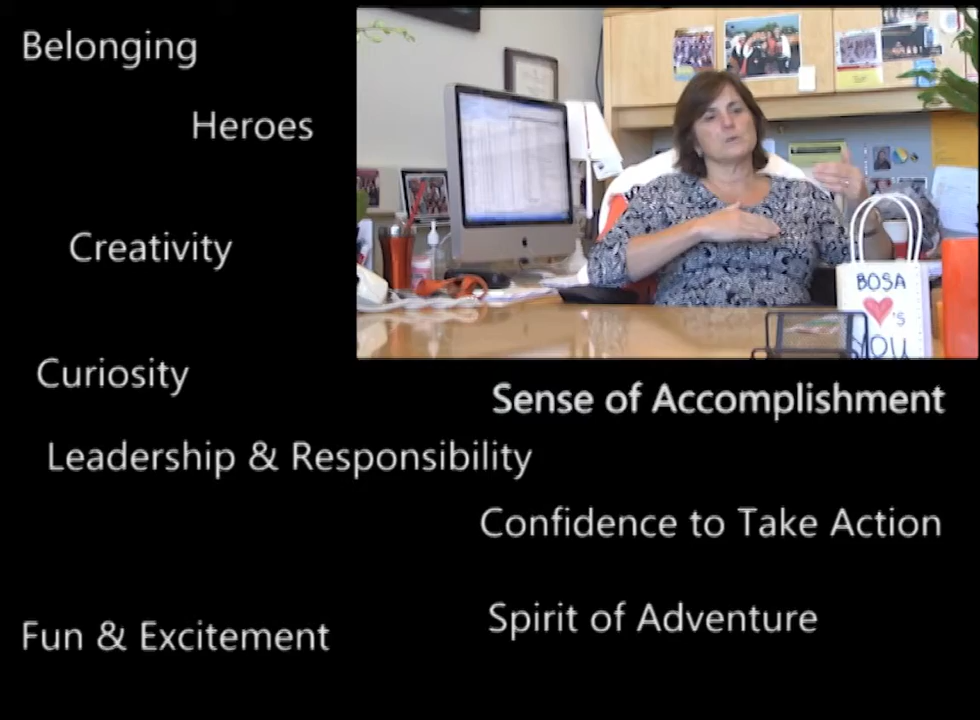 Belonging
Heroes
Creativity
BOSA
♥'s
YOU
Curiosity
Sense of Accomplishment
Leadership & Responsibility
Confidence to Take Action
Spirit of Adventure
Fun & Excitement